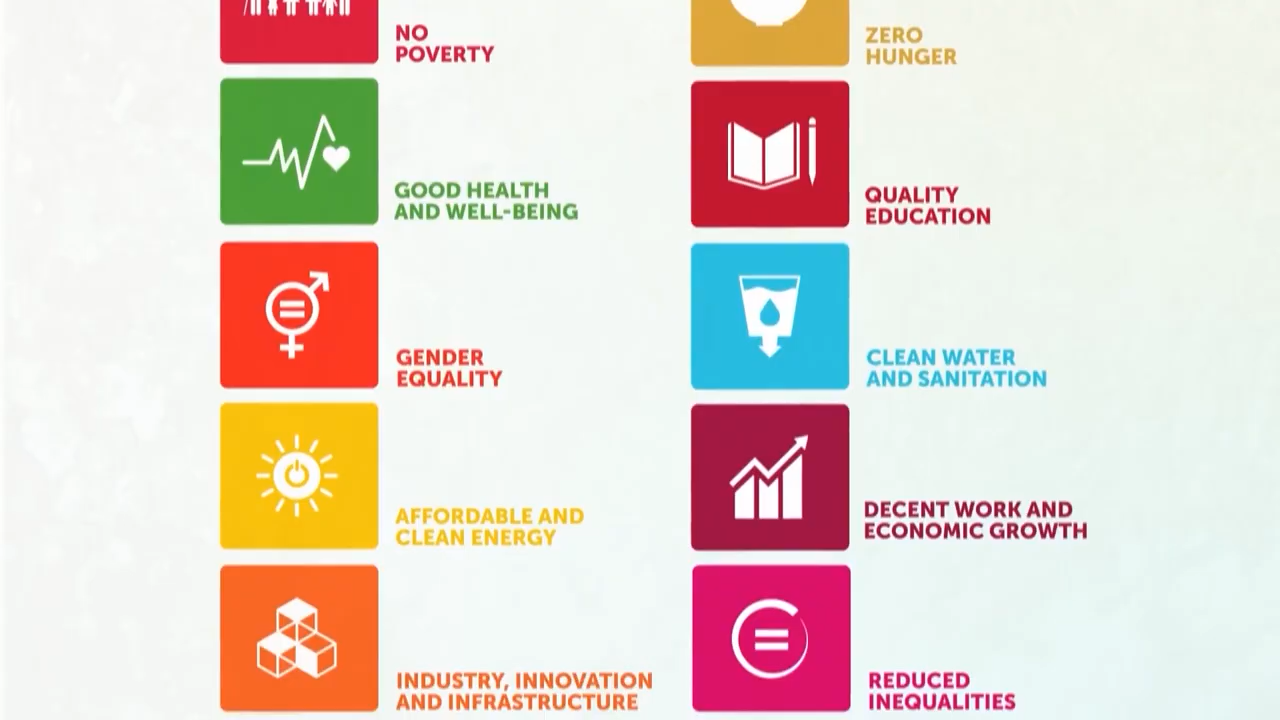 NO
POVERTY
ZERO
HUNGER
GOOD HEALTH
AND WELL-BEING
QUALITY
EDUCATION
GENDER
EQUALITY
CLEAN WATER
AND SANITATION
AFFORDABLE AND
CLEAN ENERGY
DECENT WORK AND
ECONOMIC GROWTH
INDUSTRY, INNOVATION
AND INFRASTRUCTURE
REDUCED
INEQUALITIES